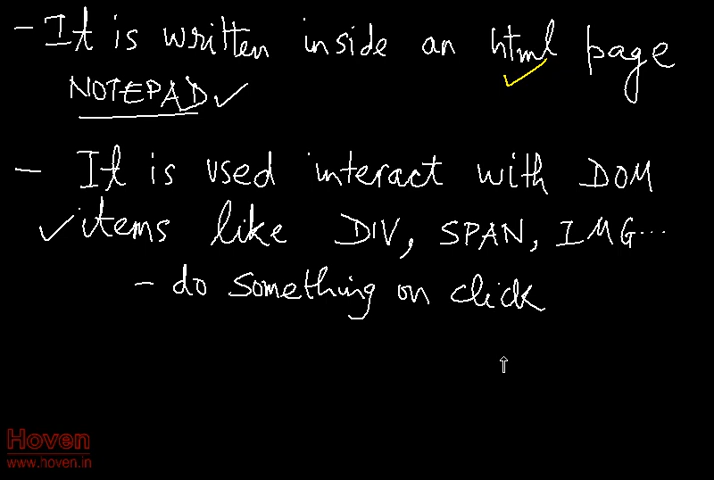 - It is written inside an html page
NOTEPAD ✓
- It is used interact with DOM
✓ items like DIV, SPAN, IMG...
- do something on click
Hoven
www.hoven.in